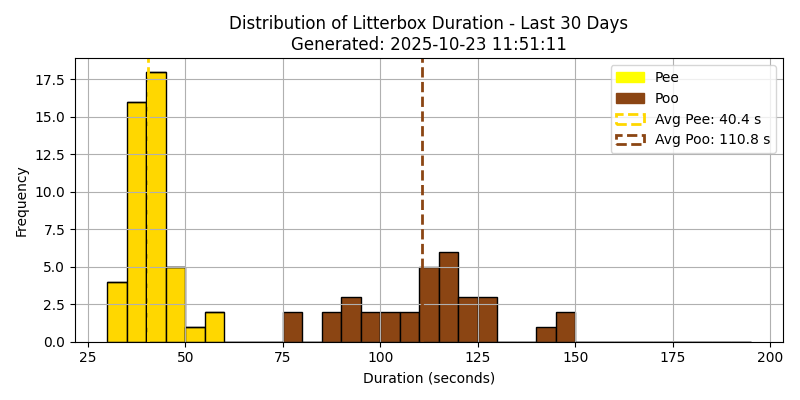 Distribution of Litterbox Duration - Last 30 Days
Generated: 2025-10-23 11:51:11
Pee
Poo
Avg Pee: 40.4 s
Avg Poo: 110.8 s
17.5
15.0
12.5
10.0
7.5
5.0
2.5
0.0
Frequency
25 50 75 100 125 150 175 200
Duration (seconds)